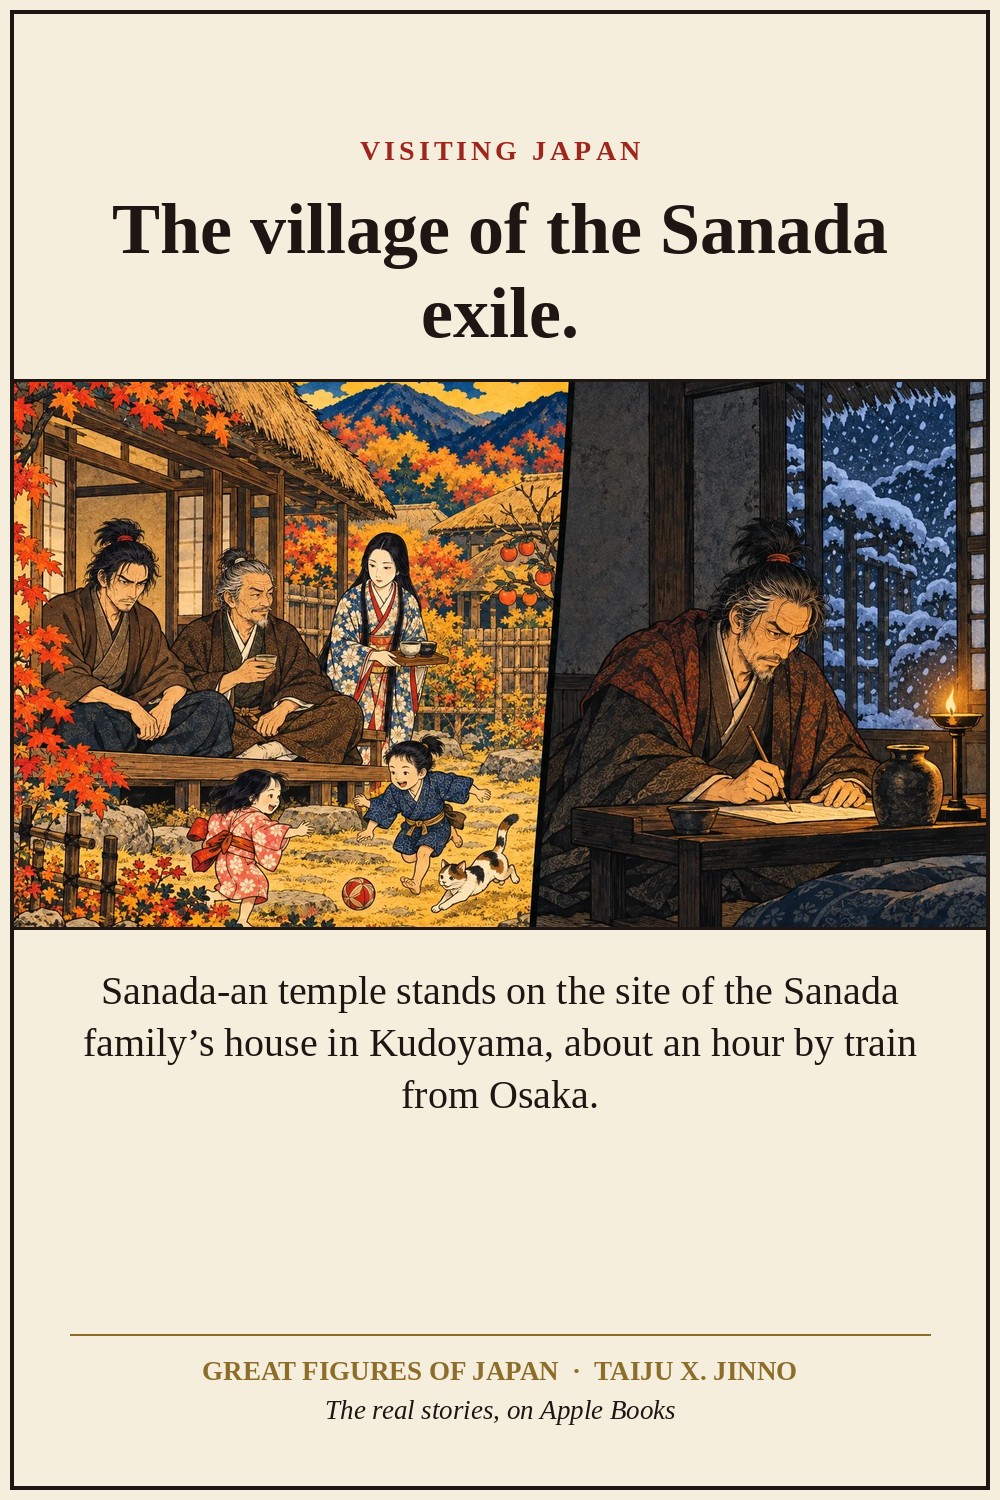 VISITING JAPAN
The village of the Sanada
exile.
Sanada-an temple stands on the site of the Sanada
family’s house in Kudoyama, about an hour by train
from Osaka.
GREAT FIGURES OF JAPAN · TAIJU X. JINNO
The real stories, on Apple Books